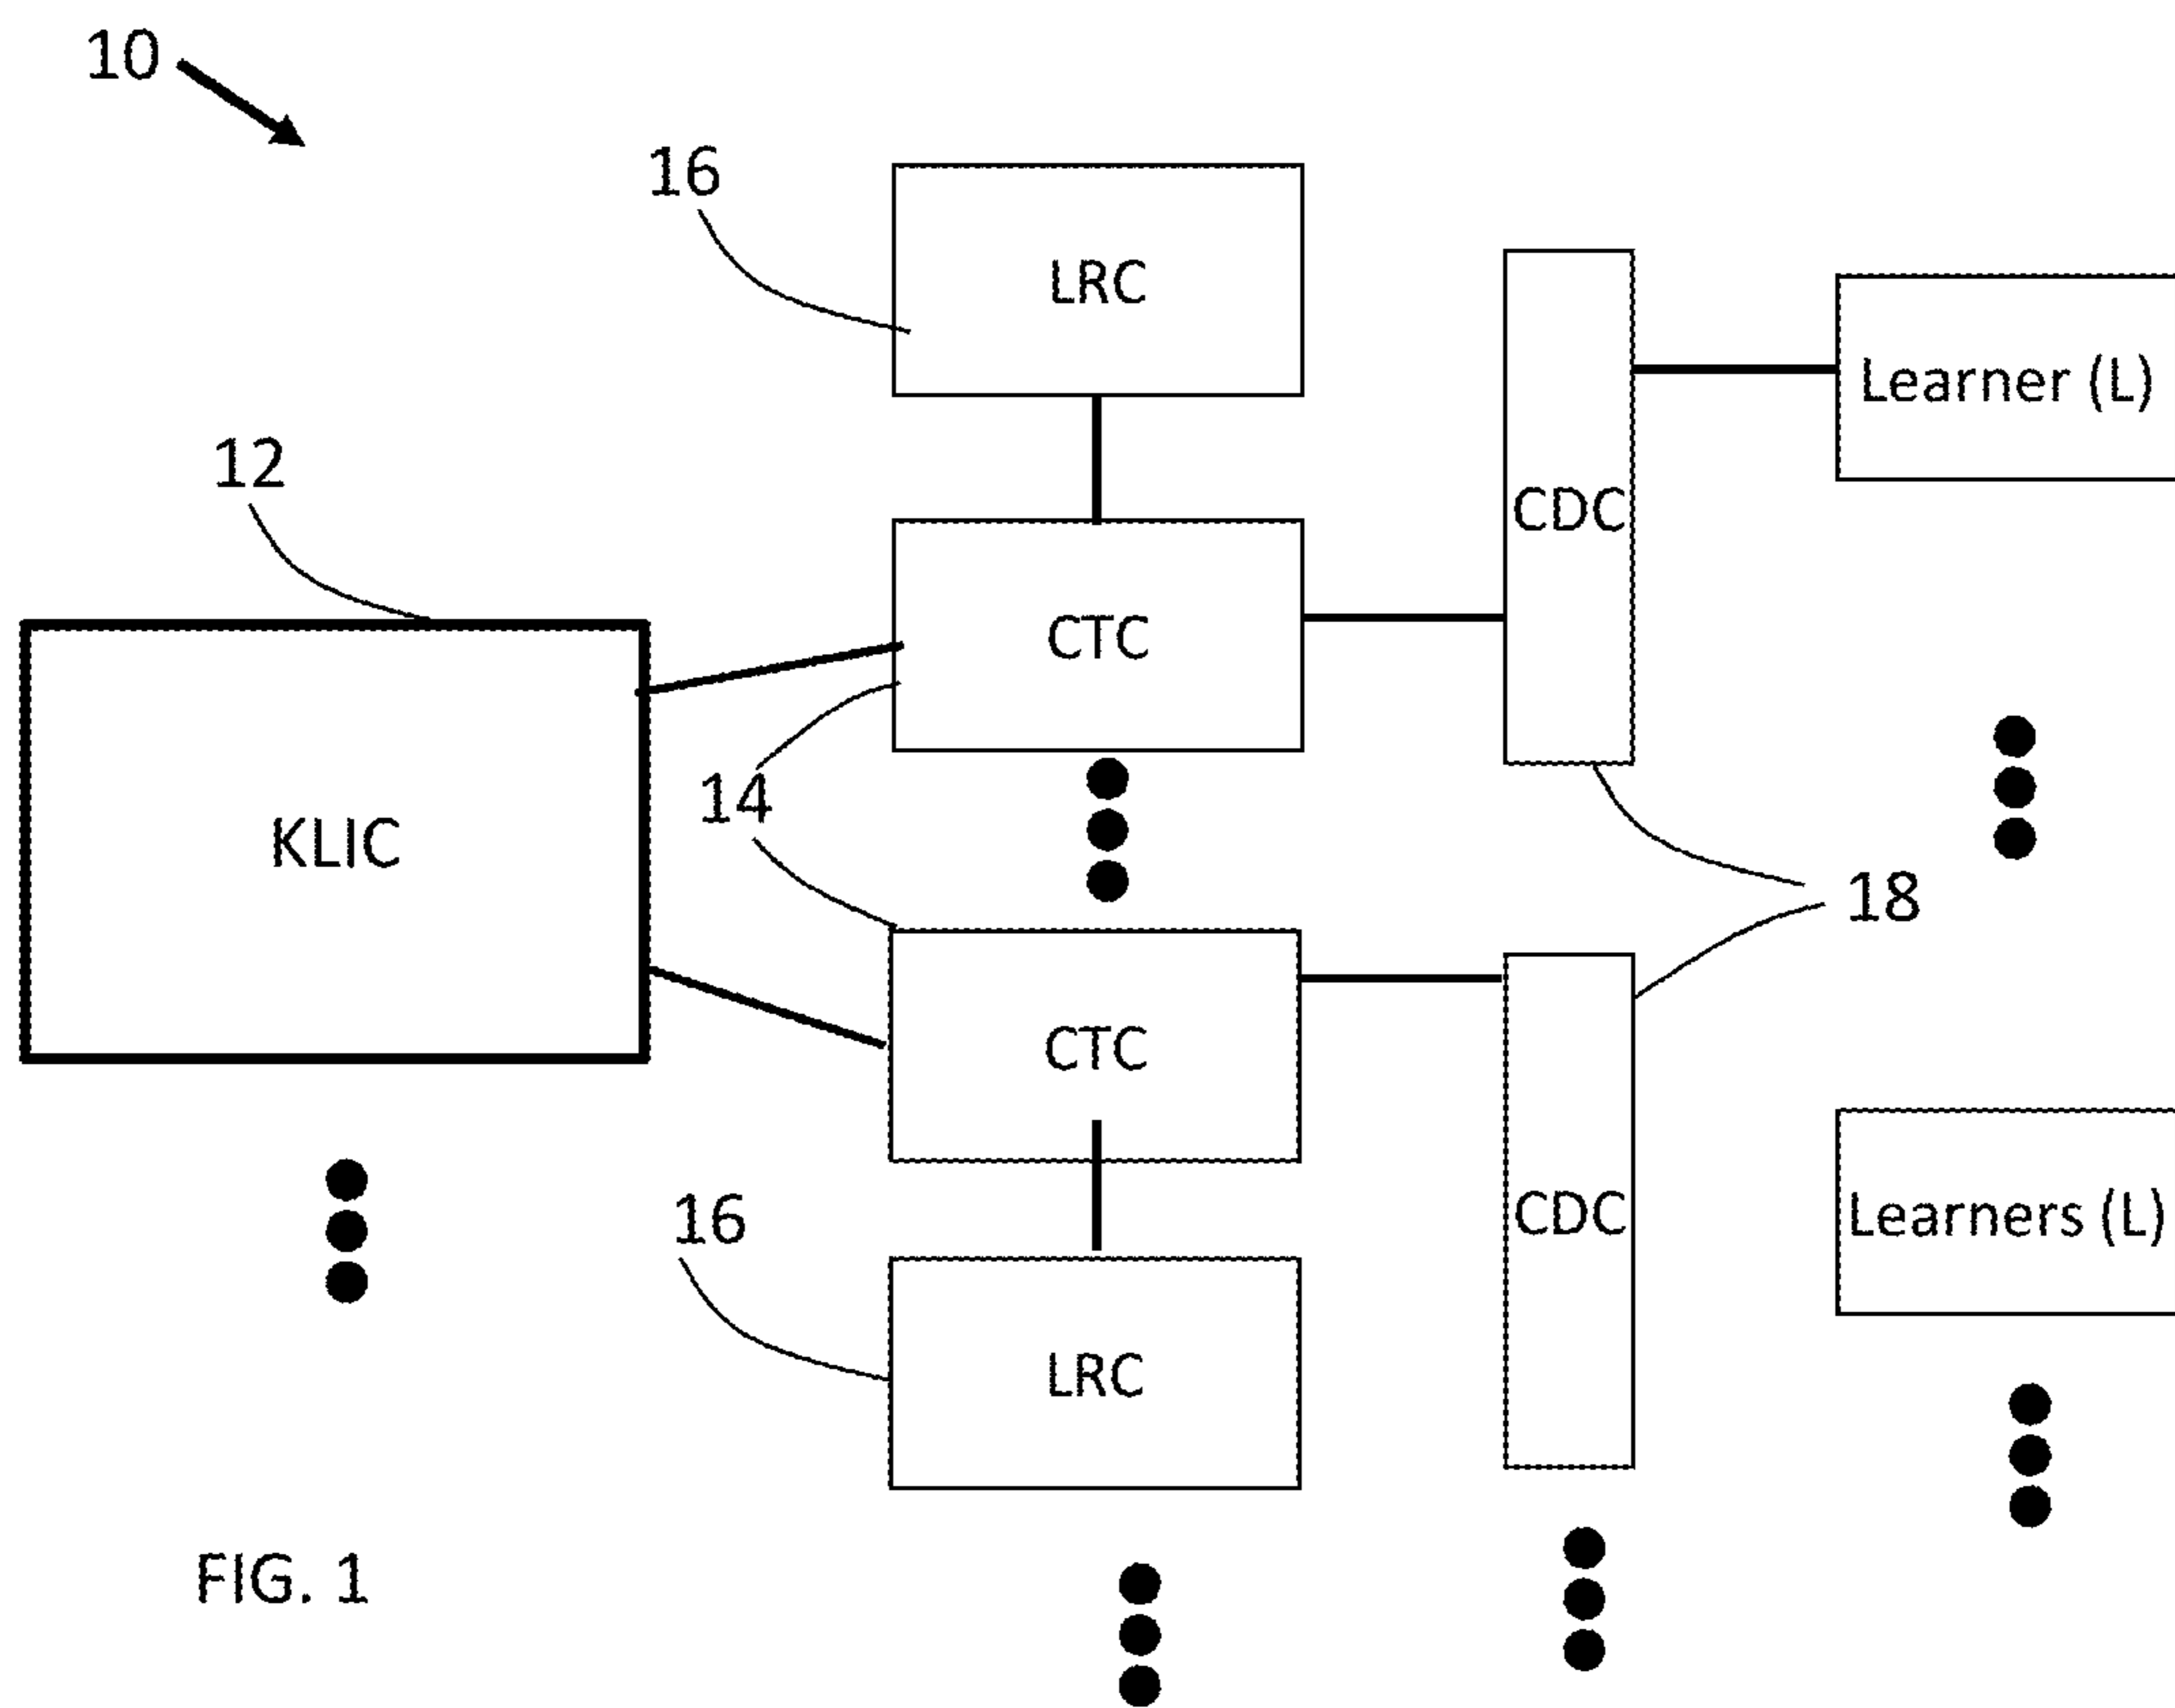 10
16
LRC
Learner (L)
12
CDC
CTC
14
KLIC
18
CTC
16
CDC
Learners (L)
LRC
FIG. 1